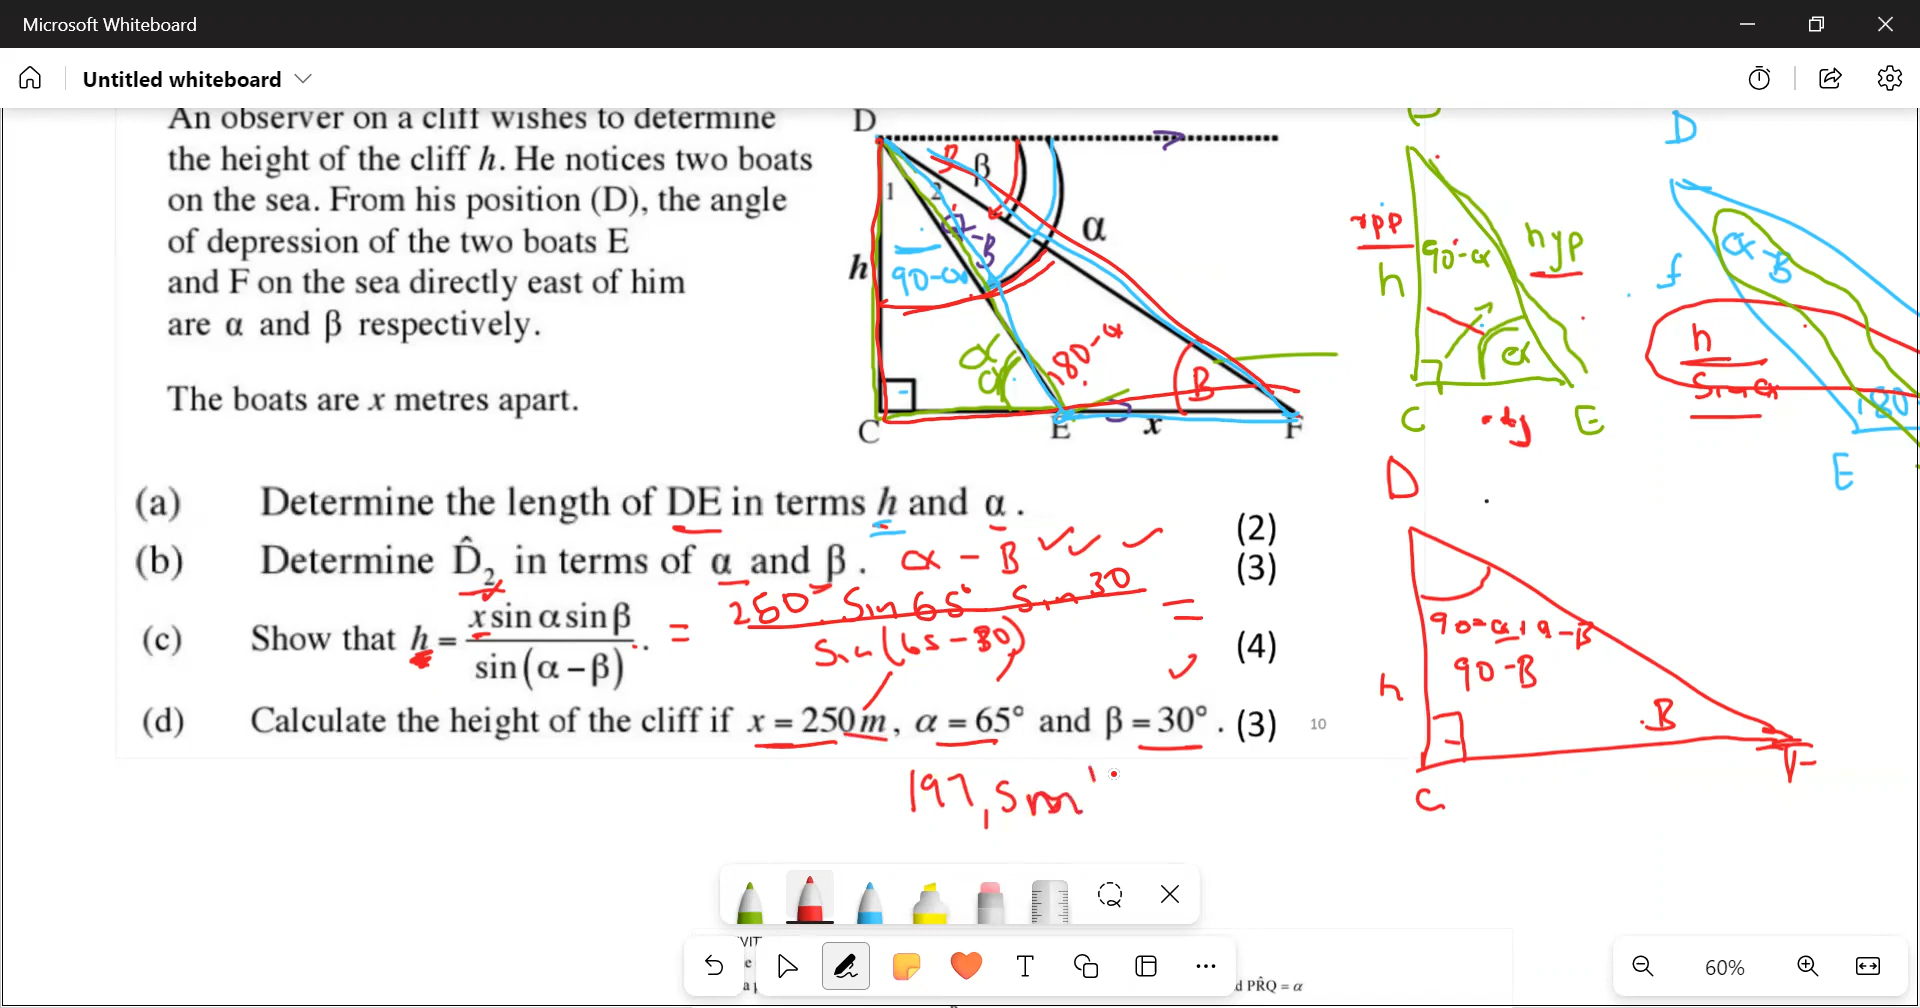 Microsoft Whiteboard
Untitled whiteboard
An observer on a cliff wishes to determine
the height of the cliff h. He notices two boats
on the sea. From his position (D), the angle
of depression of the two boats E
and F on the sea directly east of him
are α and β respectively.
The boats are x metres apart.
D
β
B
1
2
α
α-B
h
90-α
α
α
180-α
B
C
E
x
F
90-α
opp
h
hyp
α
C
adj
E
D
f
α-B
h
sin α
180
E
(a) Determine the length of DE in terms h and α. (2)
(b) Determine D̂₂ in terms of α and β. α - B ✓✓ ✓ (3)
(c) Show that h = x sin α sin β / sin(α − β). = 250 . Sin 65° Sin 30 / Sin(65-30) = (4)
(d) Calculate the height of the cliff if x = 250m, α = 65° and β = 30°. (3) 10
197,5m
D
90-α+α-B
90-B
h
B
C
F
60%
d PR̂Q = α